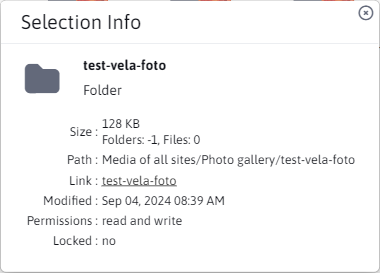 Selection Info
test-vela-foto
Folder
Size : 128 KB
Folders: -1, Files: 0
Path : Media of all sites/Photo gallery/test-vela-foto
Link : test-vela-foto
Modified : Sep 04, 2024 08:39 AM
Permissions : read and write
Locked : no